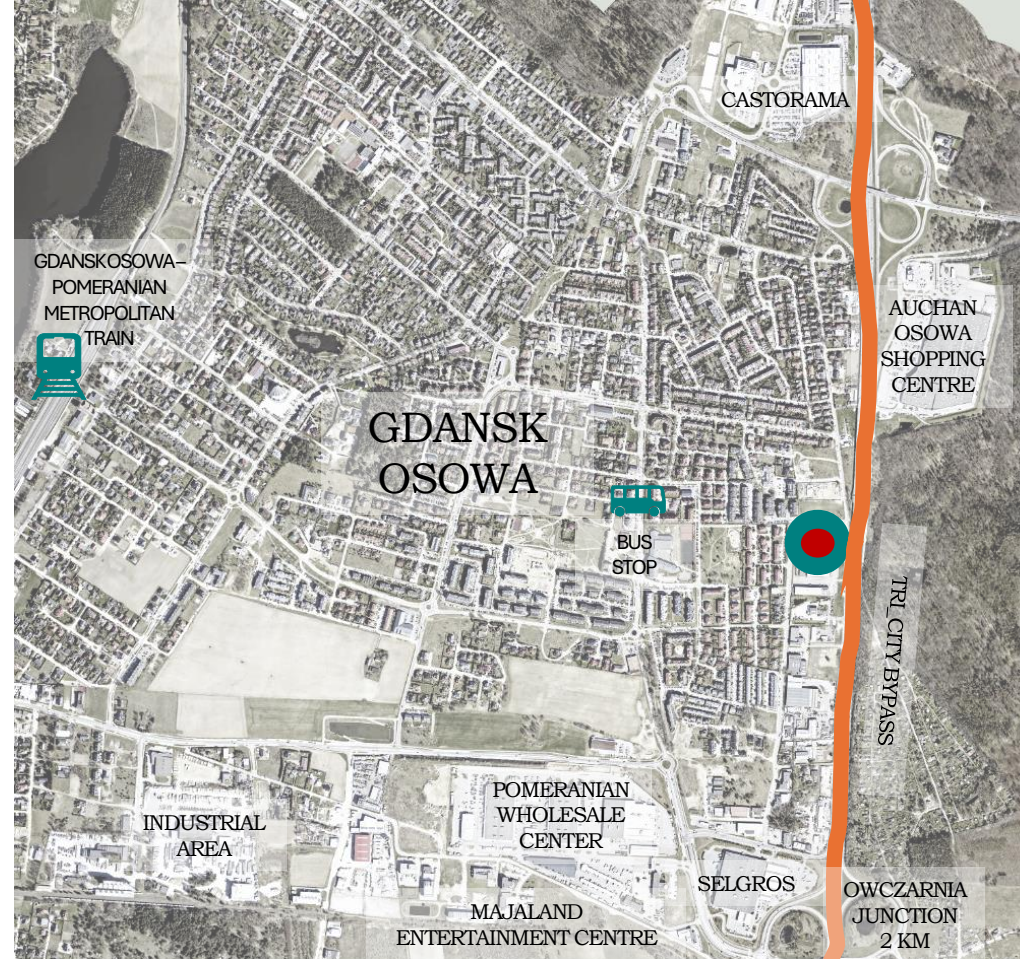 CASTORAMA
GDANSKOSOWA–
POMERANIAN
METROPOLITAN
TRAIN
AUCHAN
OSOWA
SHOPPING
CENTRE
GDANSK
OSOWA
BUS
STOP
TRI_CITY BYPASS
POMERANIAN
WHOLESALE
CENTER
INDUSTRIAL
AREA
SELGROS
OWCZARNIA
JUNCTION
2 KM
MAJALAND
ENTERTAINMENT CENTRE